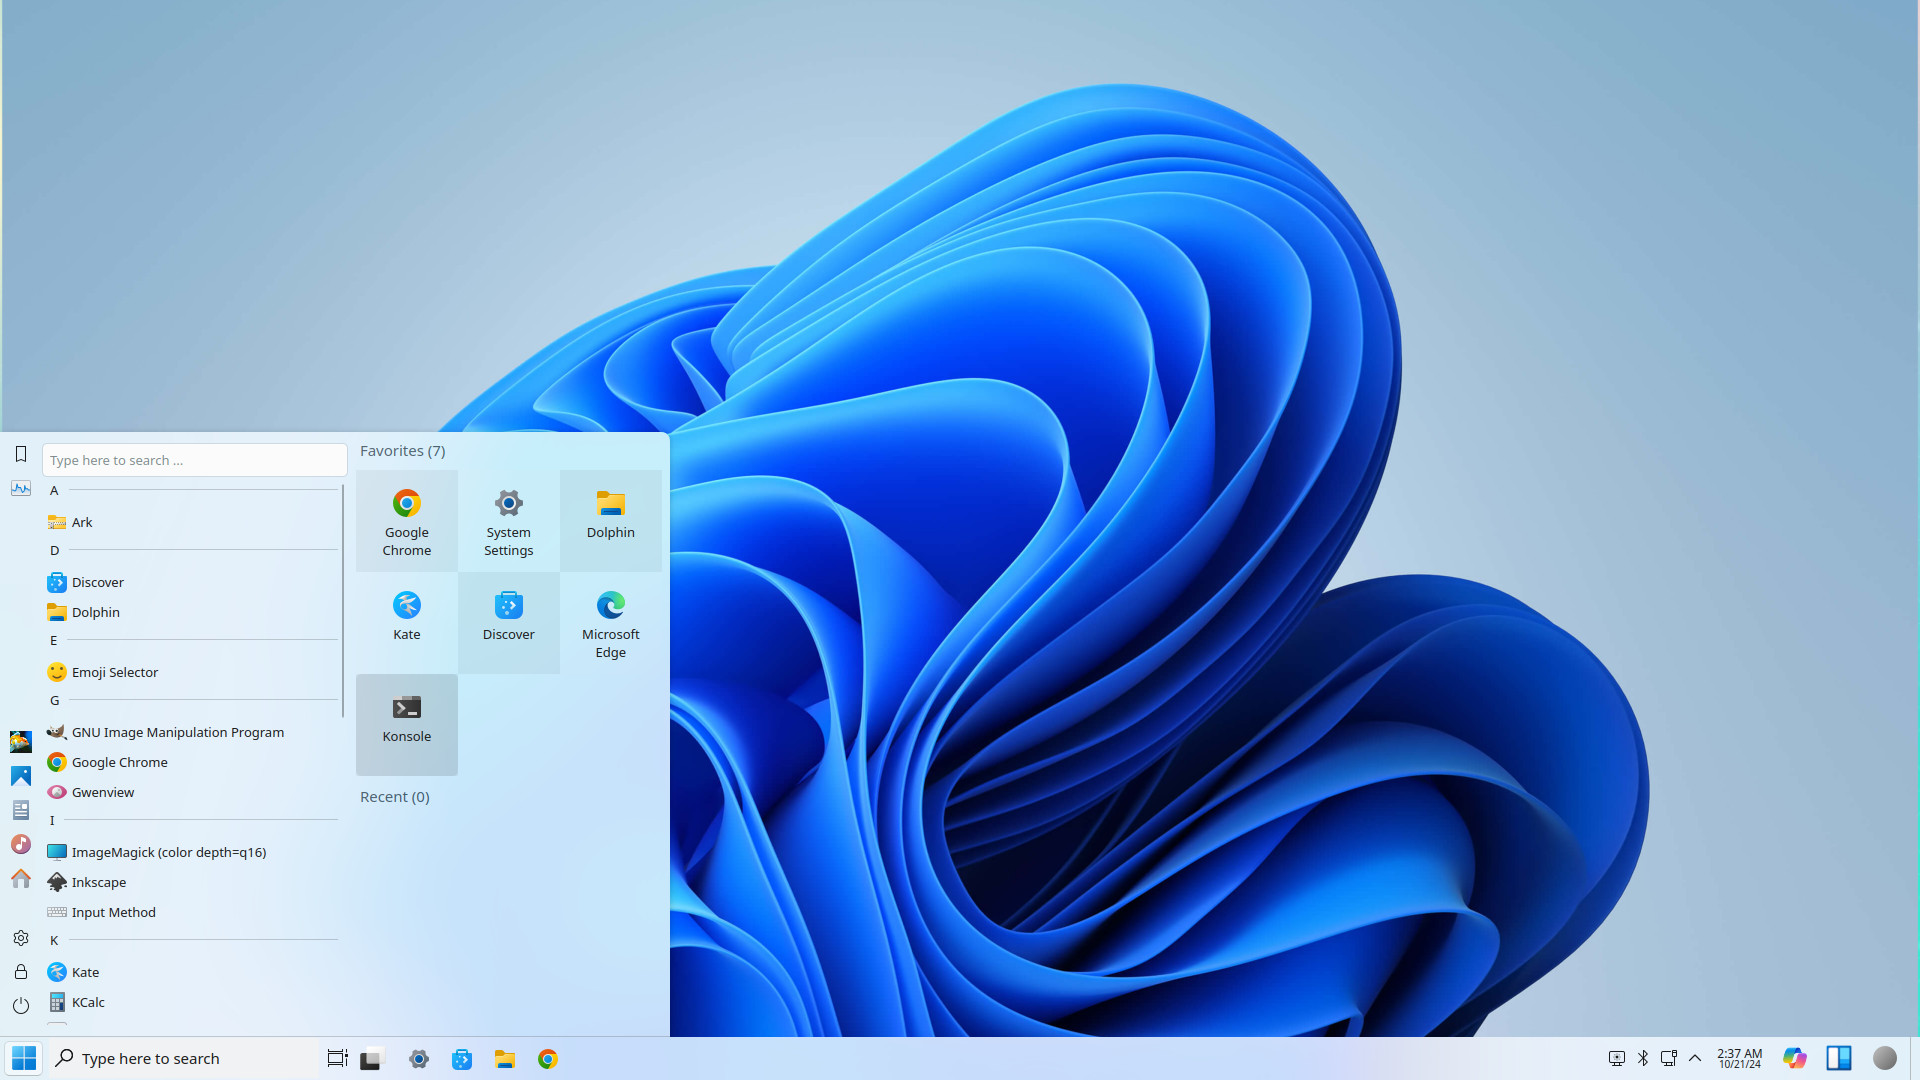 Type here to search ...
A
Ark
D
Discover
Dolphin
E
Emoji Selector
G
GNU Image Manipulation Program
Google Chrome
Gwenview
I
ImageMagick (color depth=q16)
Inkscape
Input Method
K
Kate
KCalc
Favorites (7)
Google
Chrome
System
Settings
Dolphin
Kate
Discover
Microsoft
Edge
Konsole
Recent (0)
Type here to search
2:37 AM
10/21/24